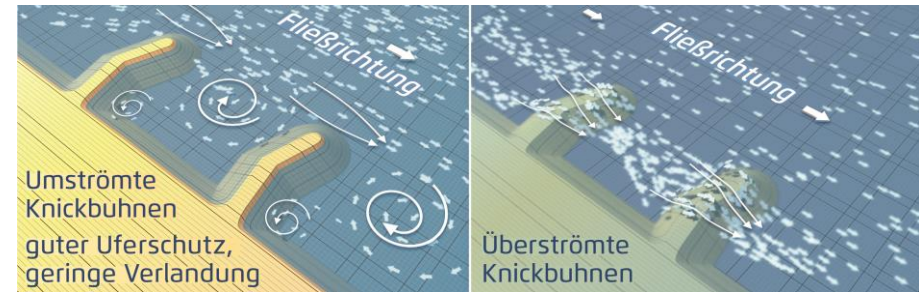 Fließrichtung
Umströmte
Knickbuhnen
guter Uferschutz,
geringe Verlandung
Fließrichtung
Überströmte
Knickbuhnen